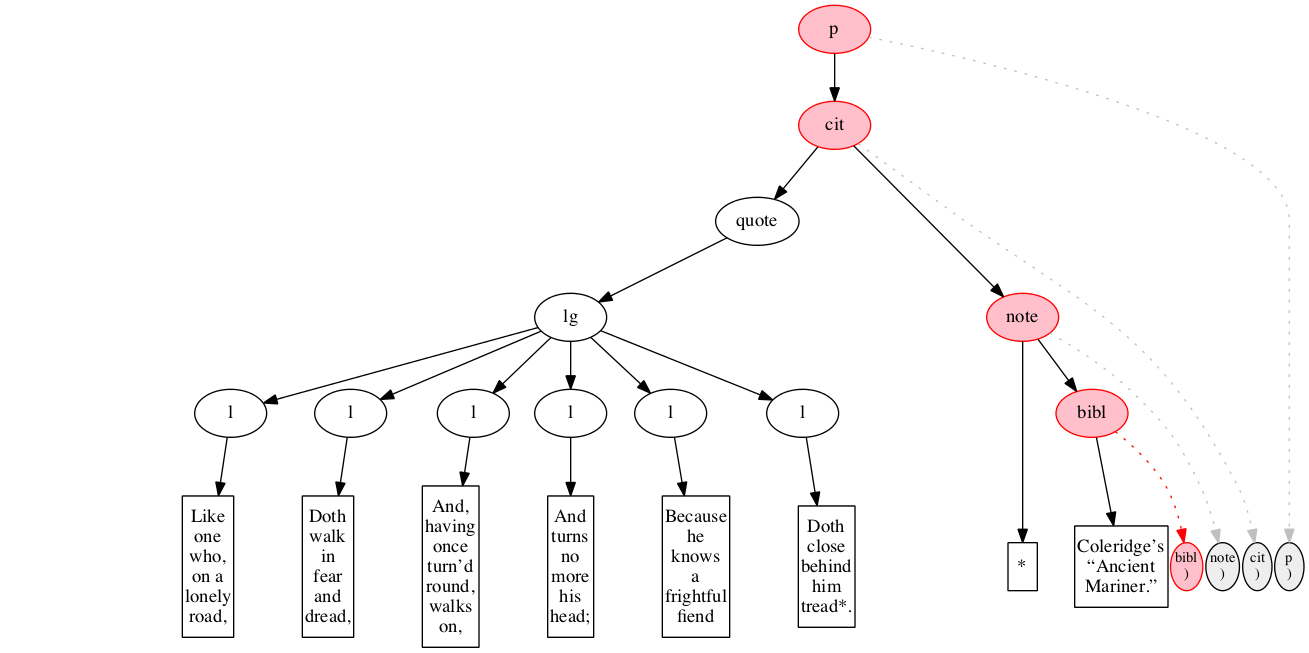 p
cit
quote
lg
note
l
l
l
l
l
l
bibl
Like
one
who,
on a
lonely
road,
Doth
walk
in
fear
and
dread,
And,
having
once
turn’d
round,
walks
on,
And
turns
no
more
his
head;
Because
he
knows
a
frightful
fiend
Doth
close
behind
him
tread*.
*
Coleridge’s
“Ancient
Mariner.”
bibl
)
note
)
cit
)
p
)